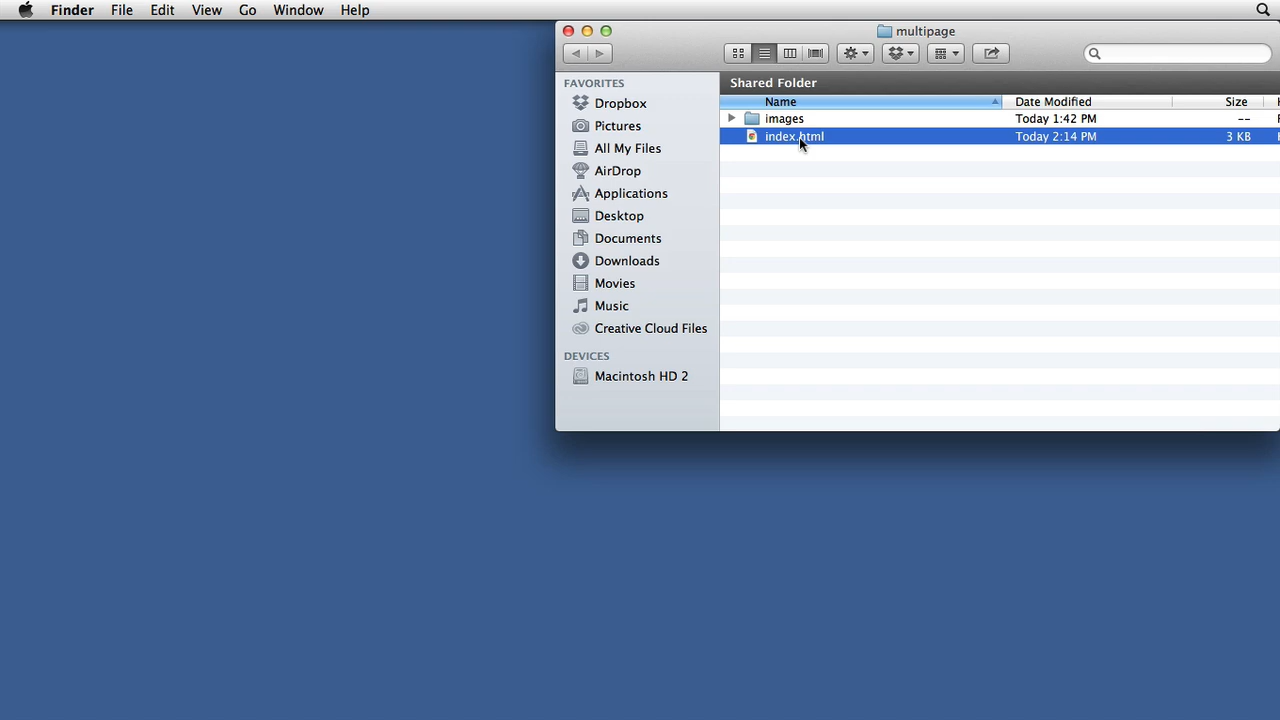 Finder File Edit View Go Window Help
multipage
FAVORITES
Dropbox
Pictures
All My Files
AirDrop
Applications
Desktop
Documents
Downloads
Movies
Music
Creative Cloud Files
DEVICES
Macintosh HD 2
Shared Folder
Name Date Modified Size
images Today 1:42 PM --
index.html Today 2:14 PM 3 KB